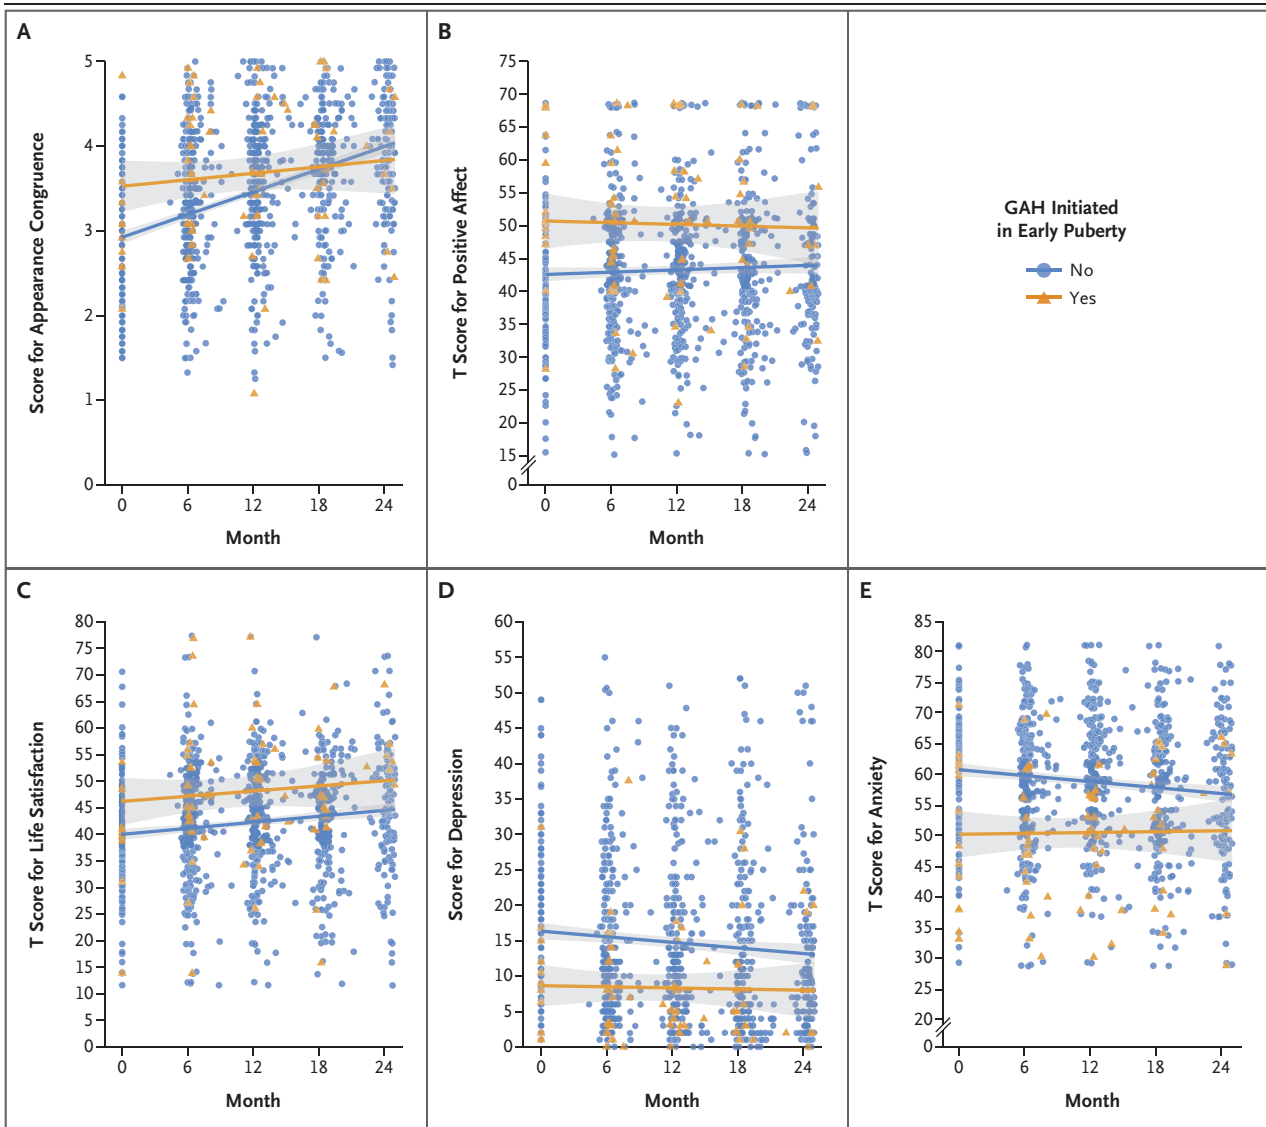 A
Score for Appearance Congruence
5
4
3
2
1
0
0 6 12 18 24
Month
B
T Score for Positive Affect
75
70
65
60
55
50
45
40
35
30
25
20
15
0
0 6 12 18 24
Month
GAH Initiated
in Early Puberty
No
Yes
C
T Score for Life Satisfaction
80
75
70
65
60
55
50
45
40
35
30
25
20
15
10
5
0
0 6 12 18 24
Month
D
Score for Depression
60
55
50
45
40
35
30
25
20
15
10
5
0
0 6 12 18 24
Month
E
T Score for Anxiety
85
80
75
70
65
60
55
50
45
40
35
30
25
20
0
0 6 12 18 24
Month